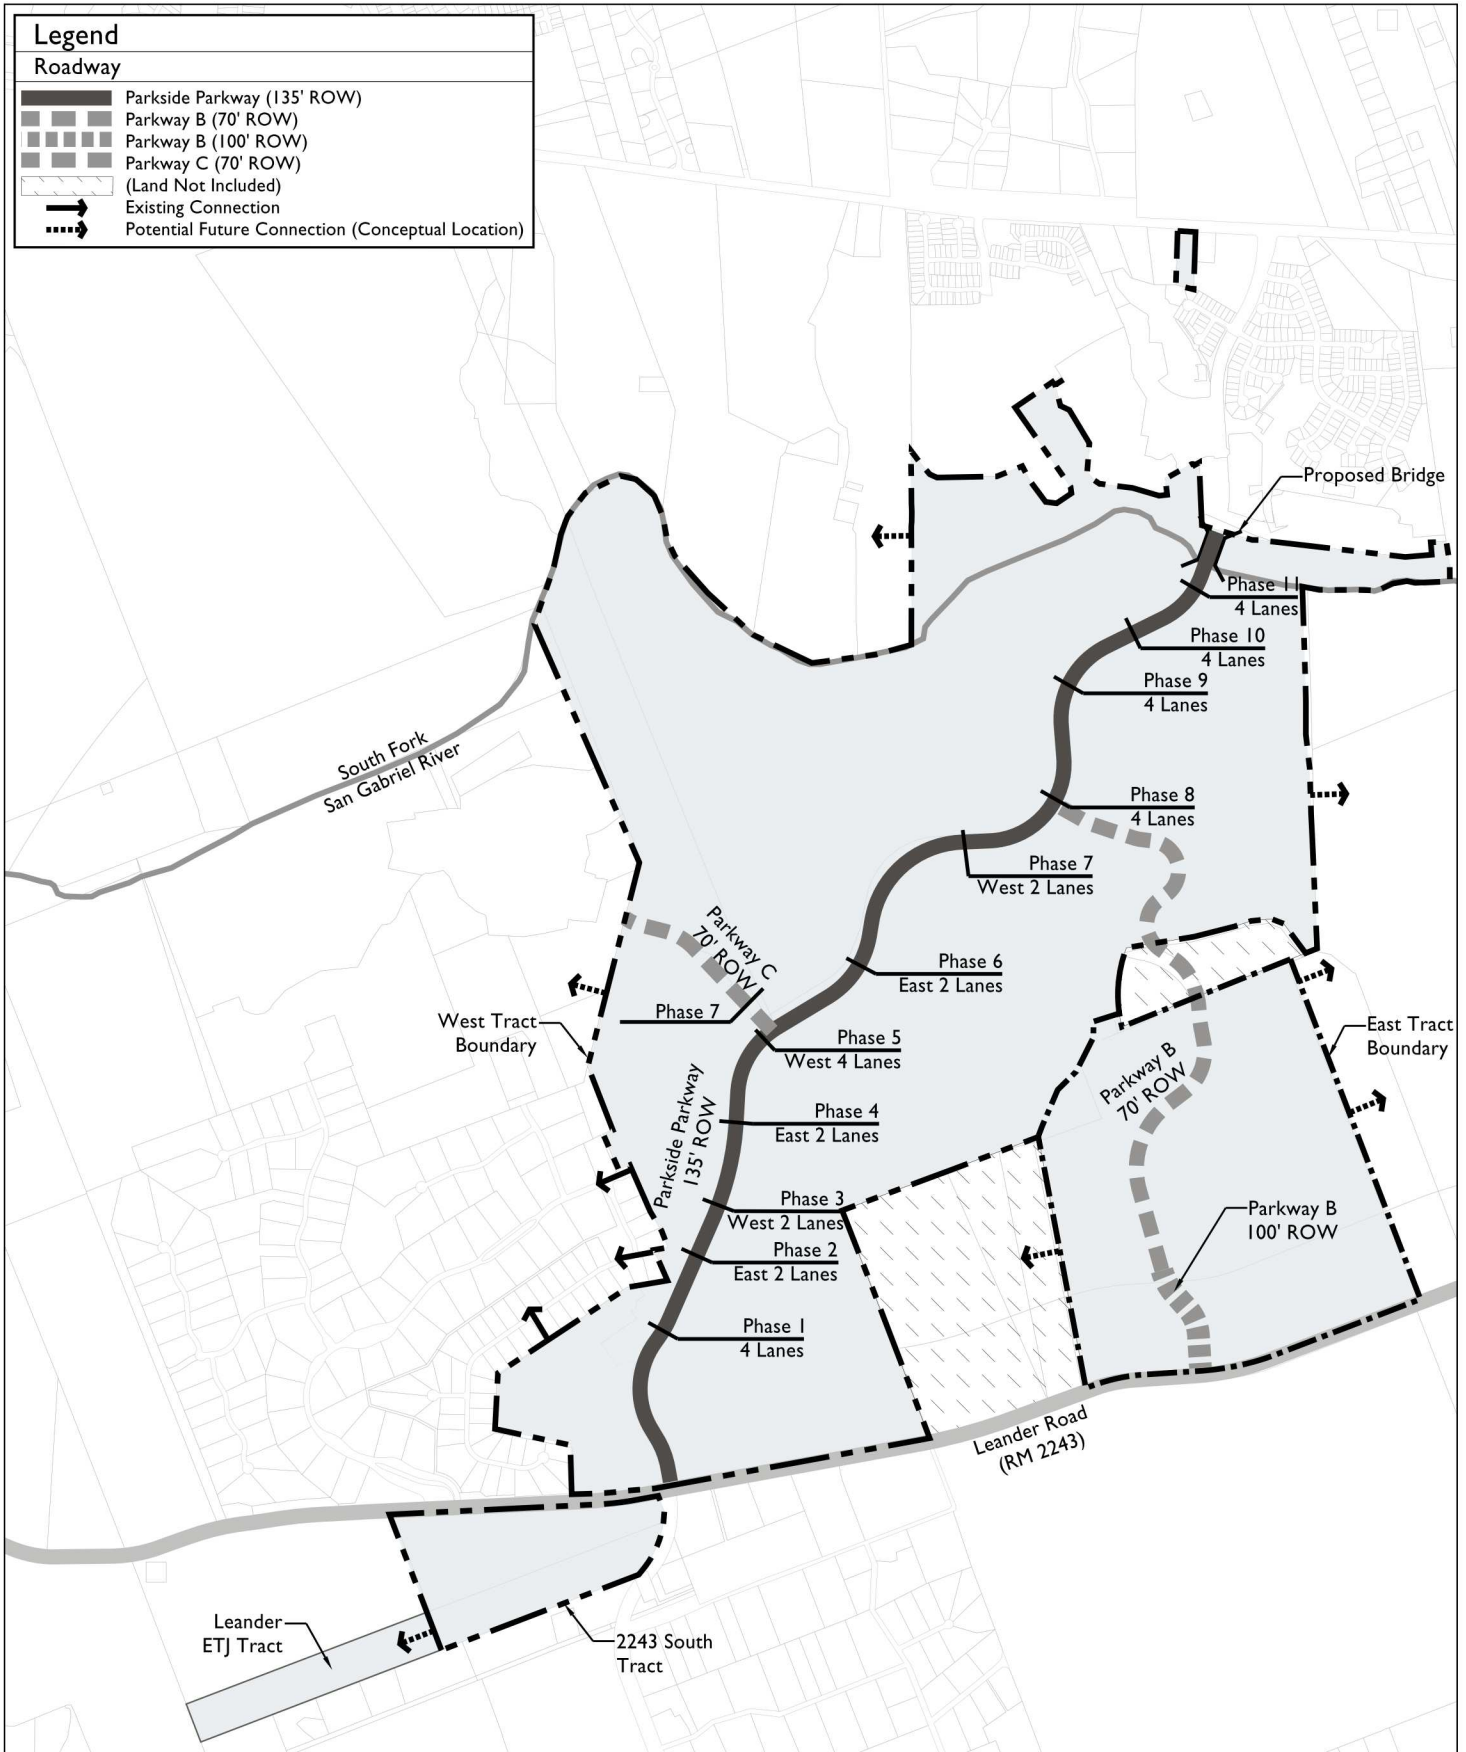 Legend
Roadway
Parkside Parkway (135' ROW)
Parkway B (70' ROW)
Parkway B (100' ROW)
Parkway C (70' ROW)
(Land Not Included)
Existing Connection
Potential Future Connection (Conceptual Location)
Proposed Bridge
Phase 11
4 Lanes
Phase 10
4 Lanes
Phase 9
4 Lanes
South Fork
San Gabriel River
Phase 8
4 Lanes
Phase 7
West 2 Lanes
Parkway C
70' ROW
Phase 6
East 2 Lanes
Phase 7
West Tract
Boundary
Phase 5
West 4 Lanes
East Tract
Boundary
Parkway B
70' ROW
Parkside Parkway
135' ROW
Phase 4
East 2 Lanes
Phase 3
West 2 Lanes
Parkway B
100' ROW
Phase 2
East 2 Lanes
Phase 1
4 Lanes
Leander Road
(RM 2243)
Leander
ETJ Tract
2243 South
Tract